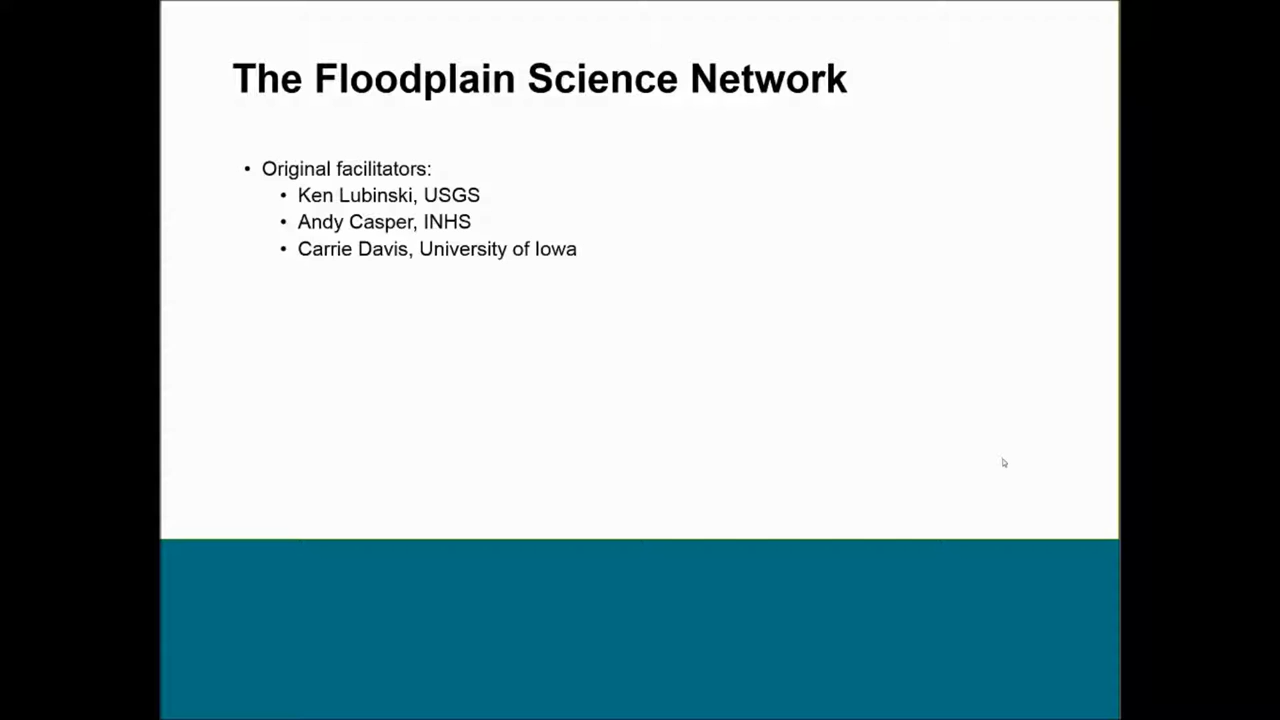 The Floodplain Science Network
• Original facilitators:
• Ken Lubinski, USGS
• Andy Casper, INHS
• Carrie Davis, University of Iowa